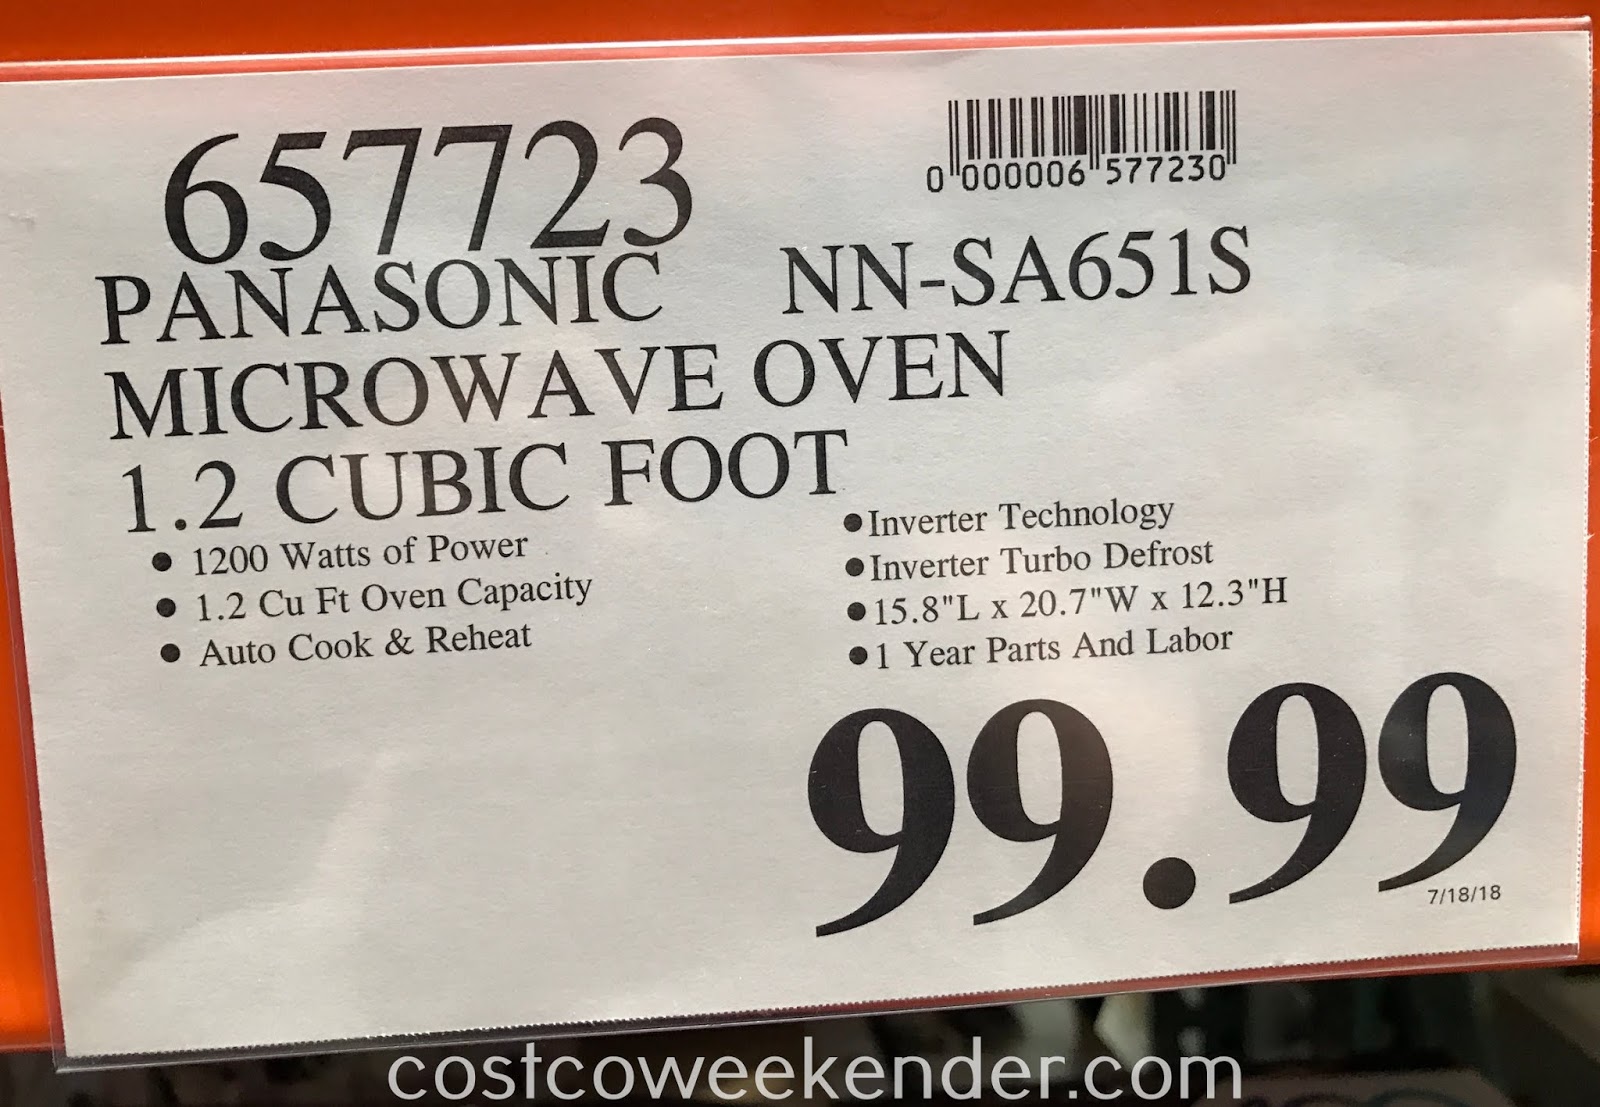 657723
0 000006 577230
PANASONIC NN-SA651S
MICROWAVE OVEN
1.2 CUBIC FOOT
• 1200 Watts of Power
• 1.2 Cu Ft Oven Capacity
• Auto Cook & Reheat
•Inverter Technology
•Inverter Turbo Defrost
•15.8"L x 20.7"W x 12.3"H
•1 Year Parts And Labor
99.99
7/18/18
costcoweekender.com